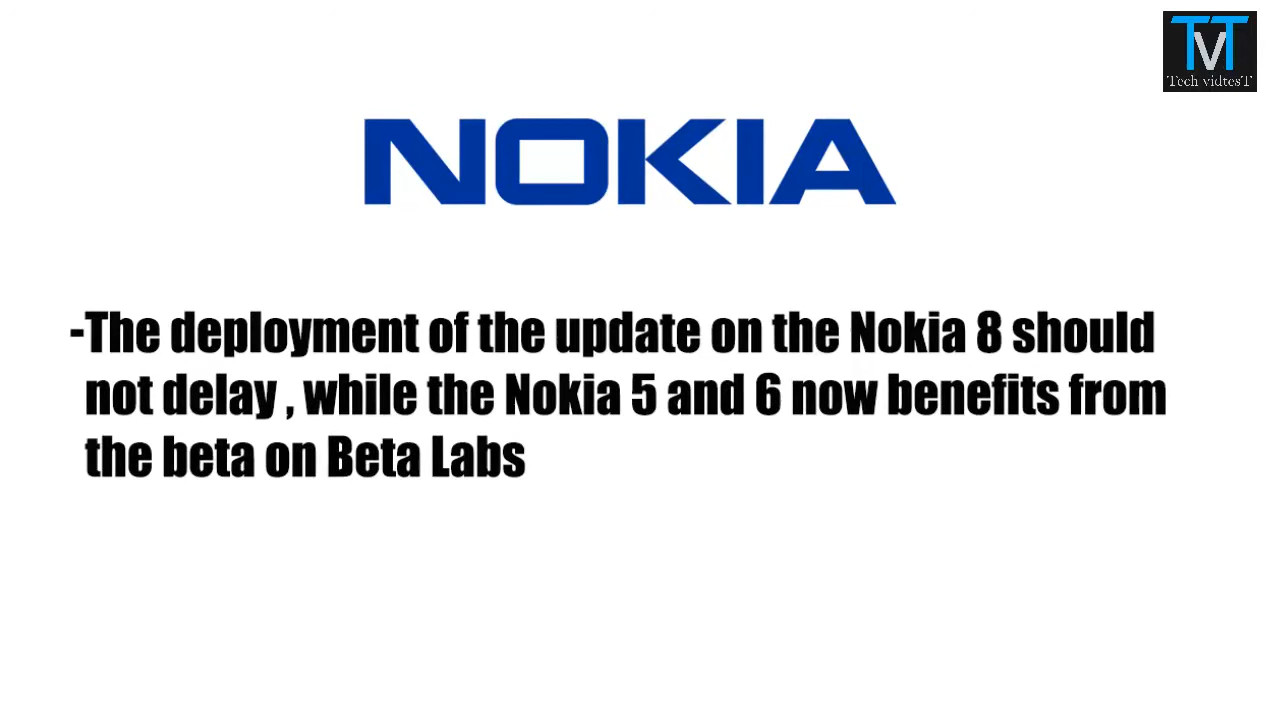 TVT
Tech vidtesT
NOKIA
-The deployment of the update on the Nokia 8 should
not delay , while the Nokia 5 and 6 now benefits from
the beta on Beta Labs